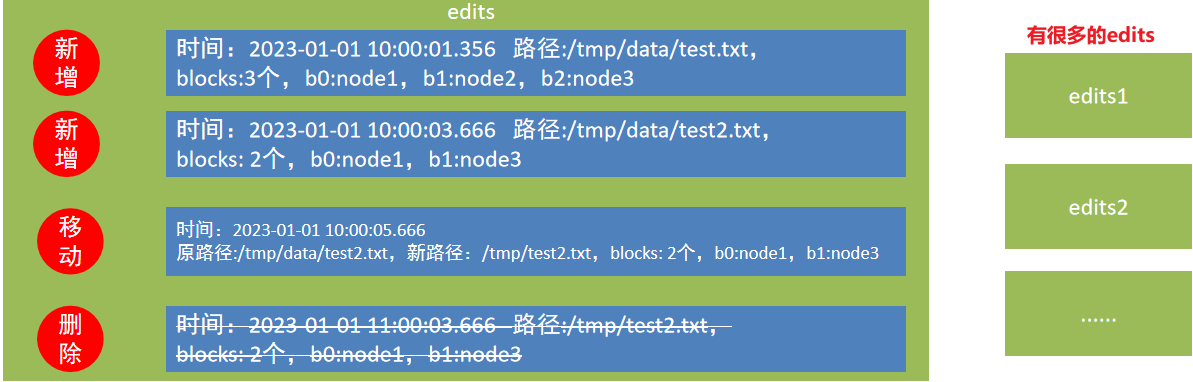 edits
新
增
时间：2023-01-01 10:00:01.356 路径:/tmp/data/test.txt，
blocks:3个，b0:node1，b1:node2，b2:node3
新
增
时间：2023-01-01 10:00:03.666 路径:/tmp/data/test2.txt，
blocks: 2个，b0:node1，b1:node3
移
动
时间：2023-01-01 10:00:05.666
原路径:/tmp/data/test2.txt，新路径：/tmp/test2.txt，blocks: 2个，b0:node1，b1:node3
删
除
时间：2023-01-01 11:00:03.666 路径:/tmp/test2.txt，
blocks: 2个，b0:node1，b1:node3
有很多的edits
edits1
edits2
……